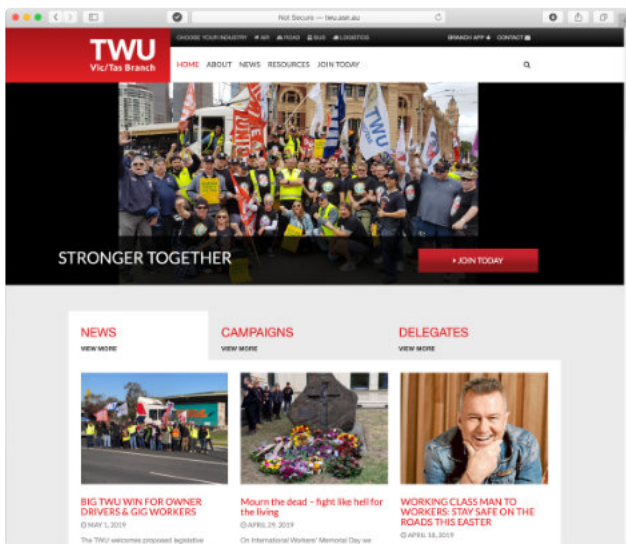 Not Secure — twu.asn.au
TWU
Vic/Tas Branch
CHOOSE YOUR INDUSTRY AIR ROAD BUS LOGISTICS
BRANCH APP CONTACT
HOME ABOUT NEWS RESOURCES JOIN TODAY
TWU
STRONGER TOGETHER
JOIN TODAY
NEWS
VIEW MORE
CAMPAIGNS
VIEW MORE
DELEGATES
VIEW MORE
BIG TWU WIN FOR OWNER
DRIVERS & GIG WORKERS
MAY 1, 2019
The TWU welcomes proposed legislative
Mourn the dead – fight like hell for
the living
APRIL 29, 2019
On International Workers' Memorial Day we
WORKING CLASS MAN TO
WORKERS: STAY SAFE ON THE
ROADS THIS EASTER
APRIL 18, 2019